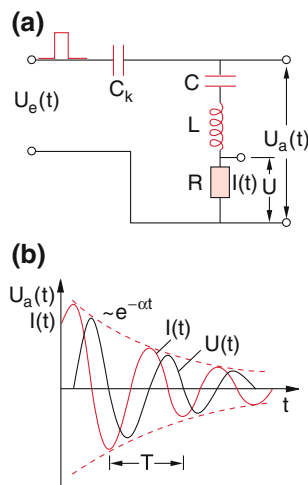 (a)
C_k
U_e(t)
C
L
U_a(t)
R
I(t)
U
(b)
U_a(t)
I(t)
~e^{-αt}
I(t)
U(t)
t
T